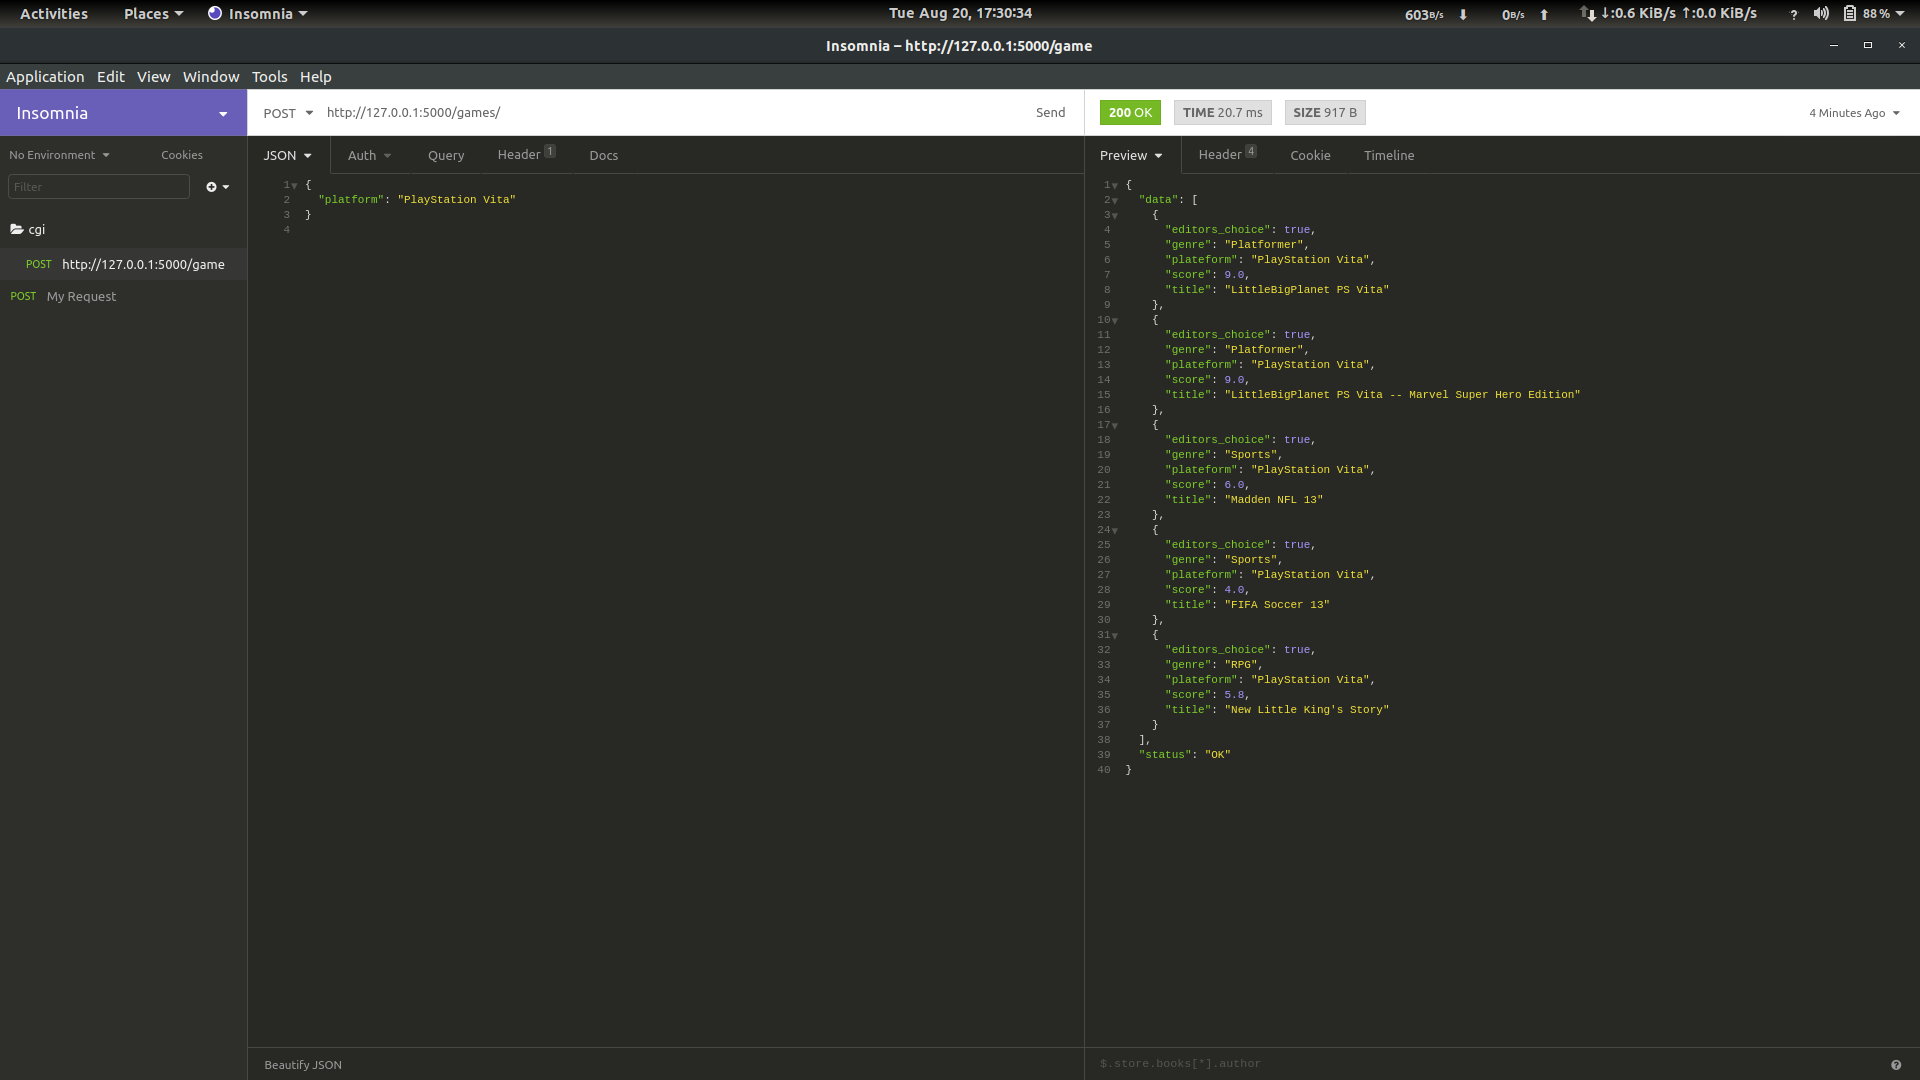 Activities Places Insomnia Tue Aug 20, 17:30:34 603B/s 0B/s ↓:0.6 KiB/s ↑:0.0 KiB/s ? 88 %
Insomnia – http://127.0.0.1:5000/game
Application Edit View Window Tools Help
Insomnia
POST http://127.0.0.1:5000/games/ Send
200 OK TIME 20.7 ms SIZE 917 B 4 Minutes Ago
No Environment Cookies
Filter
cgi
POST http://127.0.0.1:5000/game
POST My Request
JSON Auth Query Header 1 Docs
1 {
2 "platform": "PlayStation Vita"
3 }
4
Beautify JSON
Preview Header 4 Cookie Timeline
1 {
2 "data": [
3 {
4 "editors_choice": true,
5 "genre": "Platformer",
6 "plateform": "PlayStation Vita",
7 "score": 9.0,
8 "title": "LittleBigPlanet PS Vita"
9 },
10 {
11 "editors_choice": true,
12 "genre": "Platformer",
13 "plateform": "PlayStation Vita",
14 "score": 9.0,
15 "title": "LittleBigPlanet PS Vita -- Marvel Super Hero Edition"
16 },
17 {
18 "editors_choice": true,
19 "genre": "Sports",
20 "plateform": "PlayStation Vita",
21 "score": 6.0,
22 "title": "Madden NFL 13"
23 },
24 {
25 "editors_choice": true,
26 "genre": "Sports",
27 "plateform": "PlayStation Vita",
28 "score": 4.0,
29 "title": "FIFA Soccer 13"
30 },
31 {
32 "editors_choice": true,
33 "genre": "RPG",
34 "plateform": "PlayStation Vita",
35 "score": 5.8,
36 "title": "New Little King's Story"
37 }
38 ],
39 "status": "OK"
40 }
$.store.books[*].author